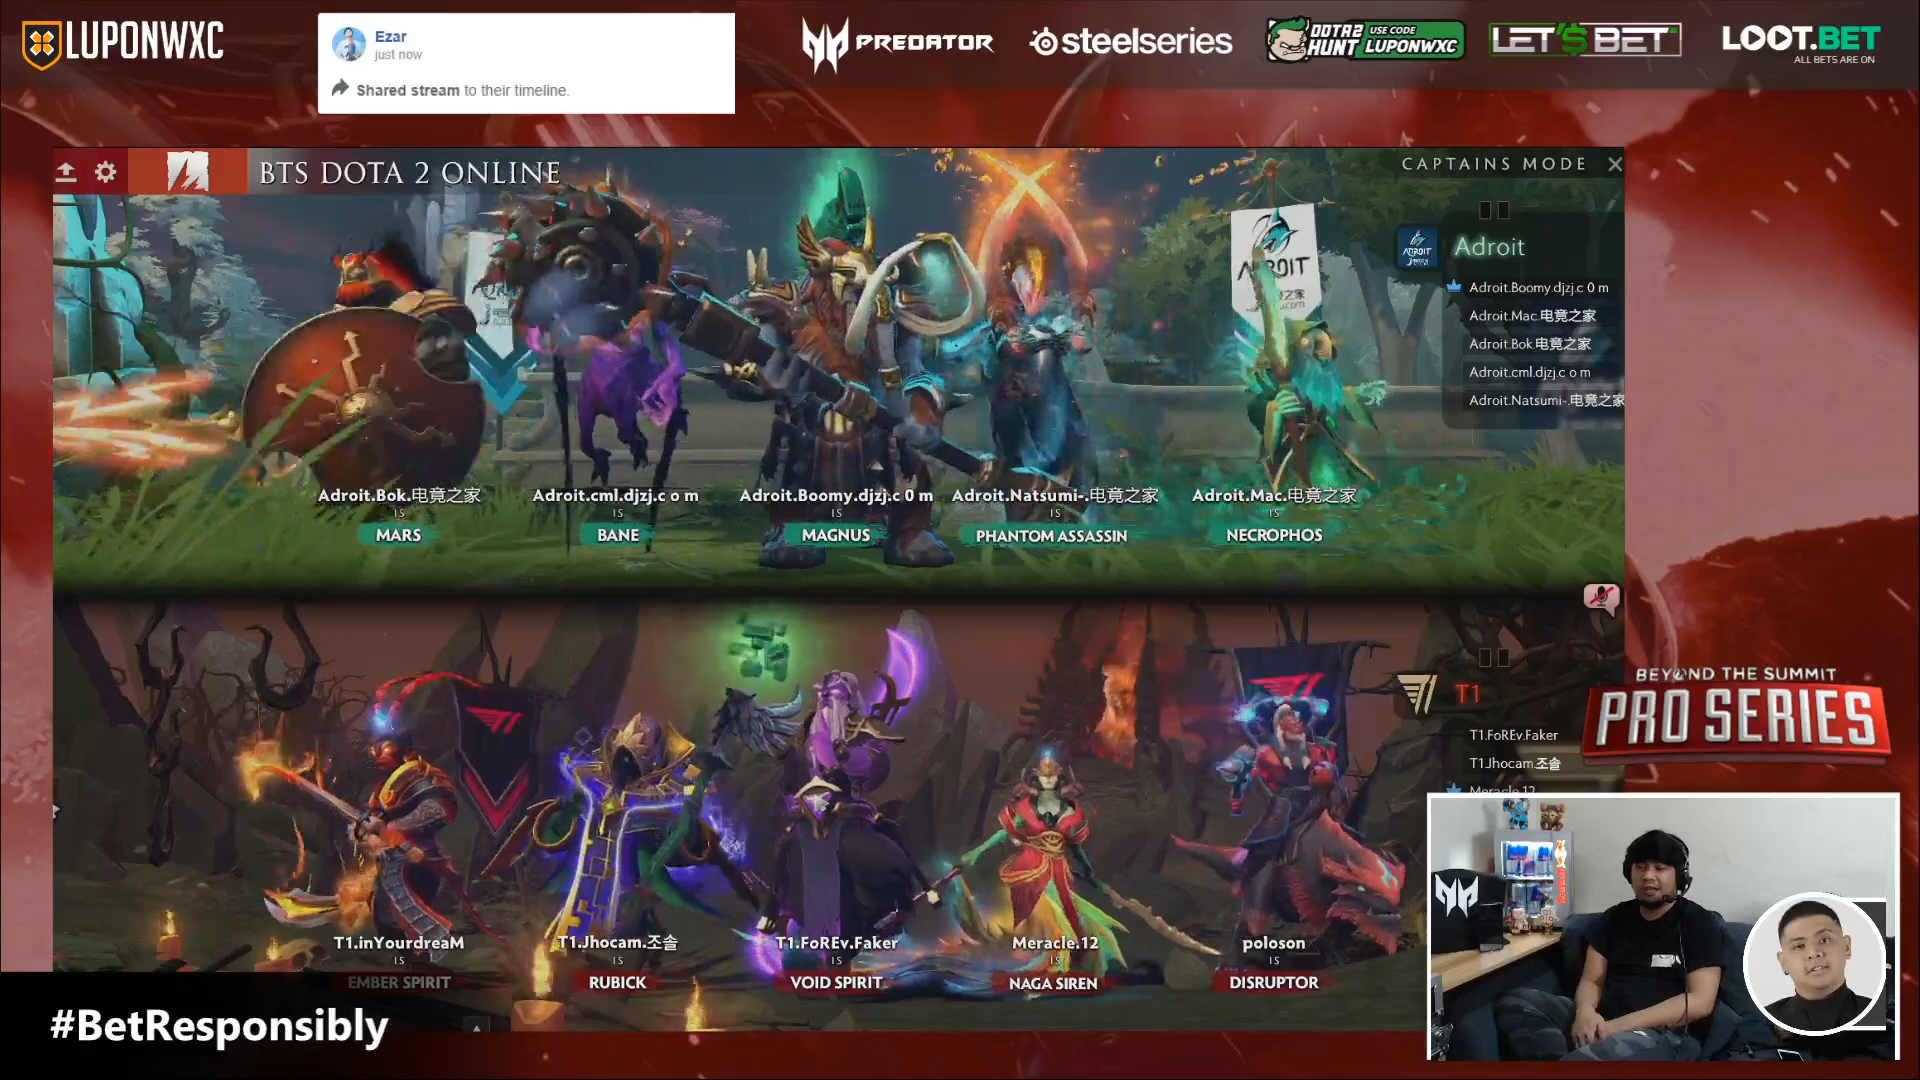 LUPONWXC
Ezar
just now
Shared stream to their timeline.
PREDATOR
steelseries
DOTA2 HUNT
USE CODE
LUPONWXC
LET'$ BET
LOOT.BET
ALL BETS ARE ON
BTS DOTA 2 ONLINE
CAPTAINS MODE
ADROIT
Adroit
Adroit.Boomy.djzj.c 0 m
Adroit.Mac.电竞之家
Adroit.Bok.电竞之家
Adroit.cml.djzj.c o m
Adroit.Natsumi-.电竞之家
Adroit.Bok.电竞之家
IS
MARS
Adroit.cml.djzj.c o m
IS
BANE
Adroit.Boomy.djzj.c 0 m
IS
MAGNUS
Adroit.Natsumi-.电竞之家
IS
PHANTOM ASSASSIN
Adroit.Mac.电竞之家
IS
NECROPHOS
T1
T1.FoREv.Faker
T1.Jhocam.조솔
Meracle.12
BEYOND THE SUMMIT
PRO SERIES
T1.inYourdreaM
IS
EMBER SPIRIT
T1.Jhocam.조솔
IS
RUBICK
T1.FoREv.Faker
IS
VOID SPIRIT
Meracle.12
IS
NAGA SIREN
poloson
IS
DISRUPTOR
#BetResponsibly